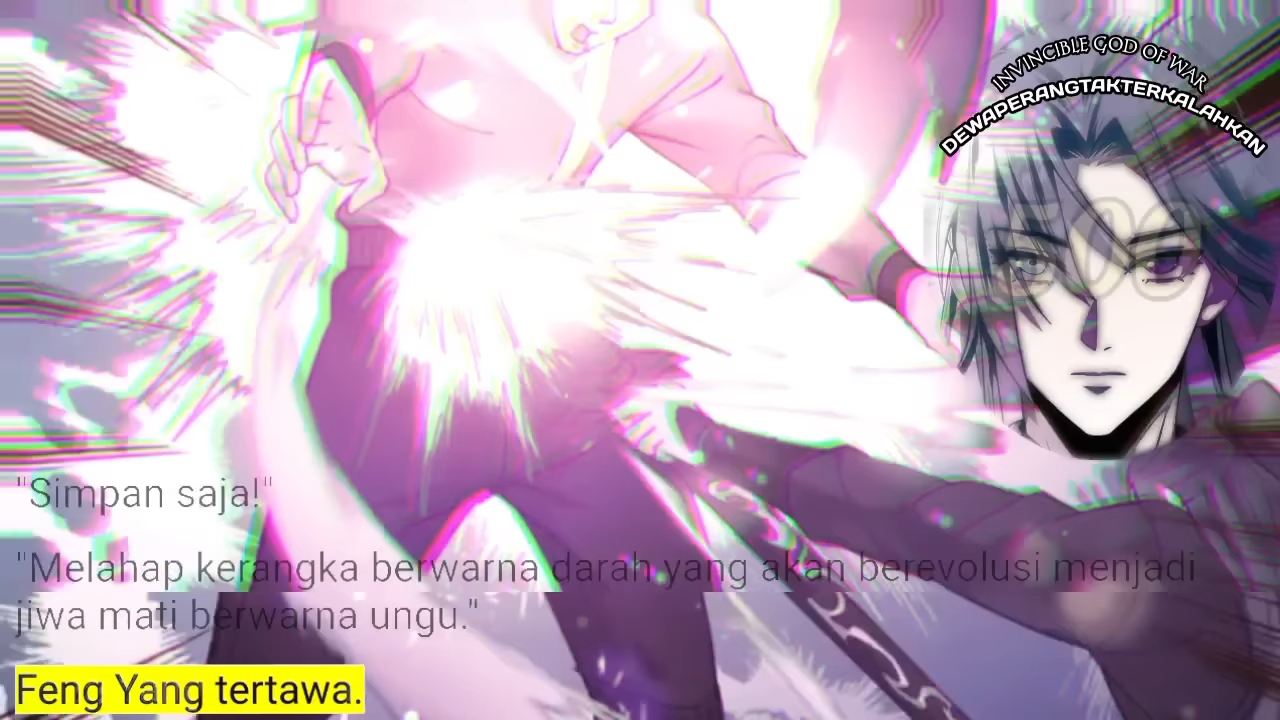 INVINCIBLE GOD OF WAR
DEWAPERANGTAKTERKALAHKAN
"Simpan saja!"
"Melahap kerangka berwarna darah yang akan berevolusi menjadi
jiwa mati berwarna ungu."
Feng Yang tertawa.